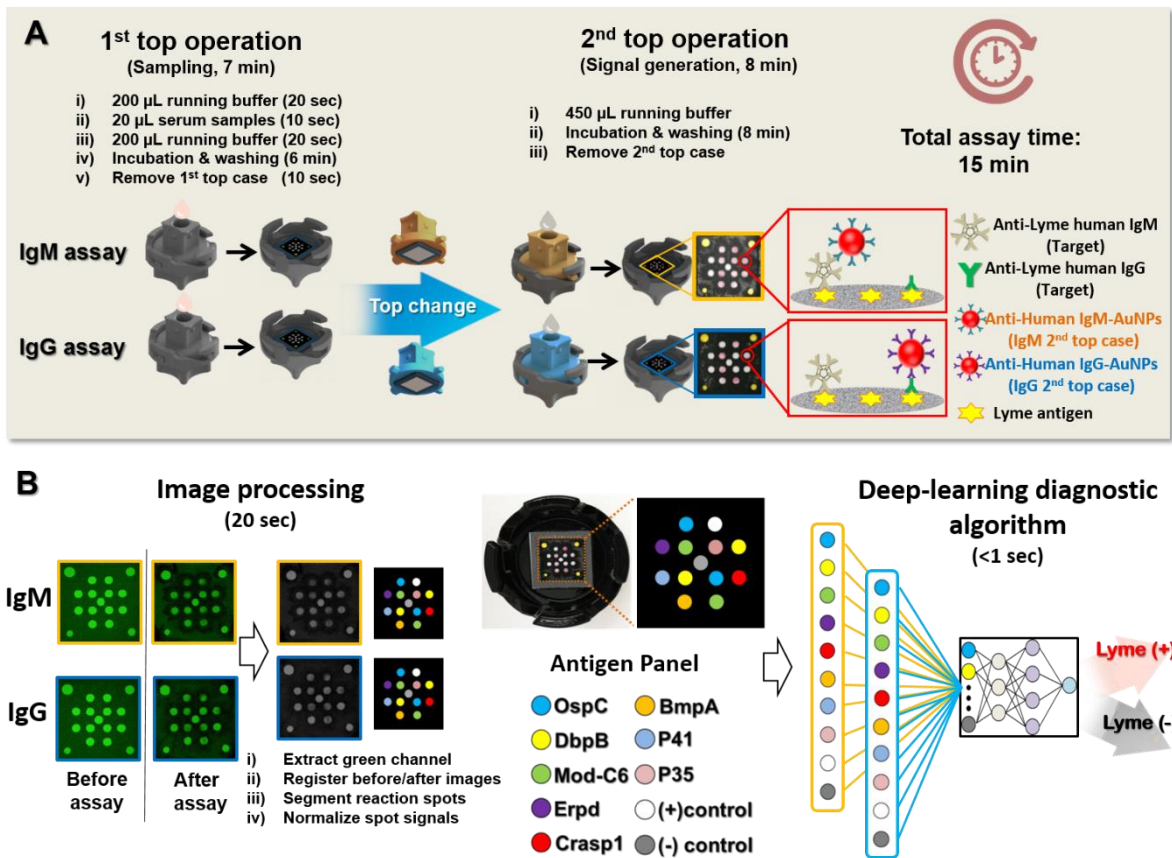 A
1st top operation
(Sampling, 7 min)
i) 200 µL running buffer (20 sec)
ii) 20 µL serum samples (10 sec)
iii) 200 µL running buffer (20 sec)
iv) Incubation & washing (6 min)
v) Remove 1st top case (10 sec)
2nd top operation
(Signal generation, 8 min)
i) 450 µL running buffer
ii) Incubation & washing (8 min)
iii) Remove 2nd top case
Total assay time:
15 min
IgM assay
IgG assay
Top change
Anti-Lyme human IgM
(Target)
Anti-Lyme human IgG
(Target)
Anti-Human IgM-AuNPs
(IgM 2nd top case)
Anti-Human IgG-AuNPs
(IgG 2nd top case)
Lyme antigen
B
Image processing
(20 sec)
IgM
IgG
Before
assay
After
assay
i) Extract green channel
ii) Register before/after images
iii) Segment reaction spots
iv) Normalize spot signals
Antigen Panel
OspC
DbpB
Mod-C6
Erpd
Crasp1
BmpA
P41
P35
(+)control
(-) control
Deep-learning diagnostic
algorithm
(<1 sec)
Lyme (+)
Lyme (-)